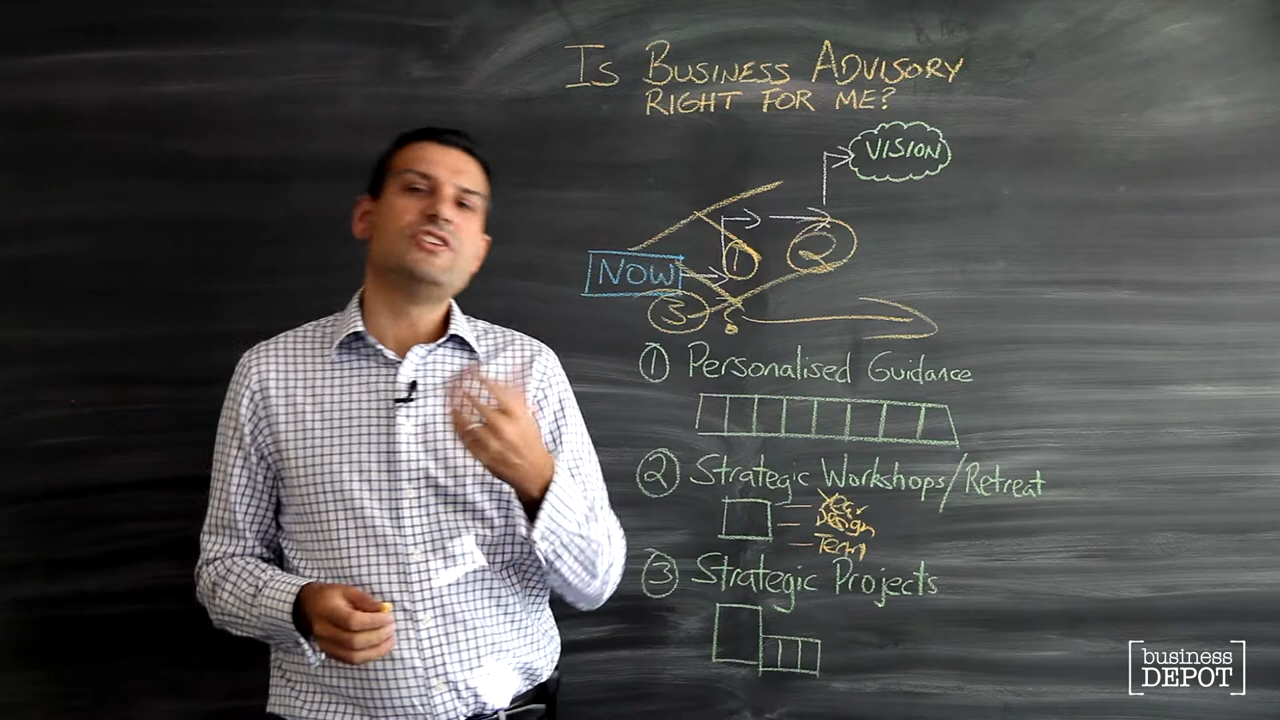 Is Business Advisory
Right for Me?
Vision
1
2
Now
3
1 Personalised Guidance
2 Strategic Workshops/Retreat
Year
Design
Team
3 Strategic Projects
business
DEPOT